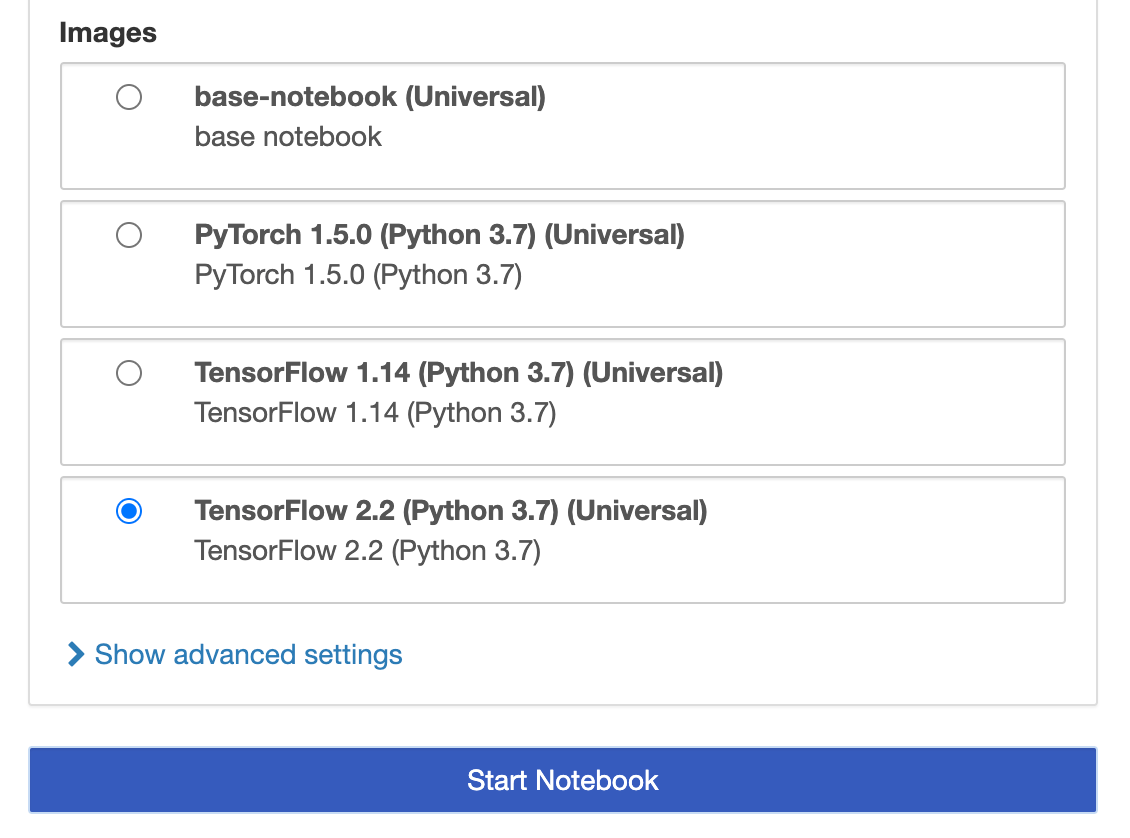 Images
base-notebook (Universal)
base notebook
PyTorch 1.5.0 (Python 3.7) (Universal)
PyTorch 1.5.0 (Python 3.7)
TensorFlow 1.14 (Python 3.7) (Universal)
TensorFlow 1.14 (Python 3.7)
TensorFlow 2.2 (Python 3.7) (Universal)
TensorFlow 2.2 (Python 3.7)
Show advanced settings
Start Notebook